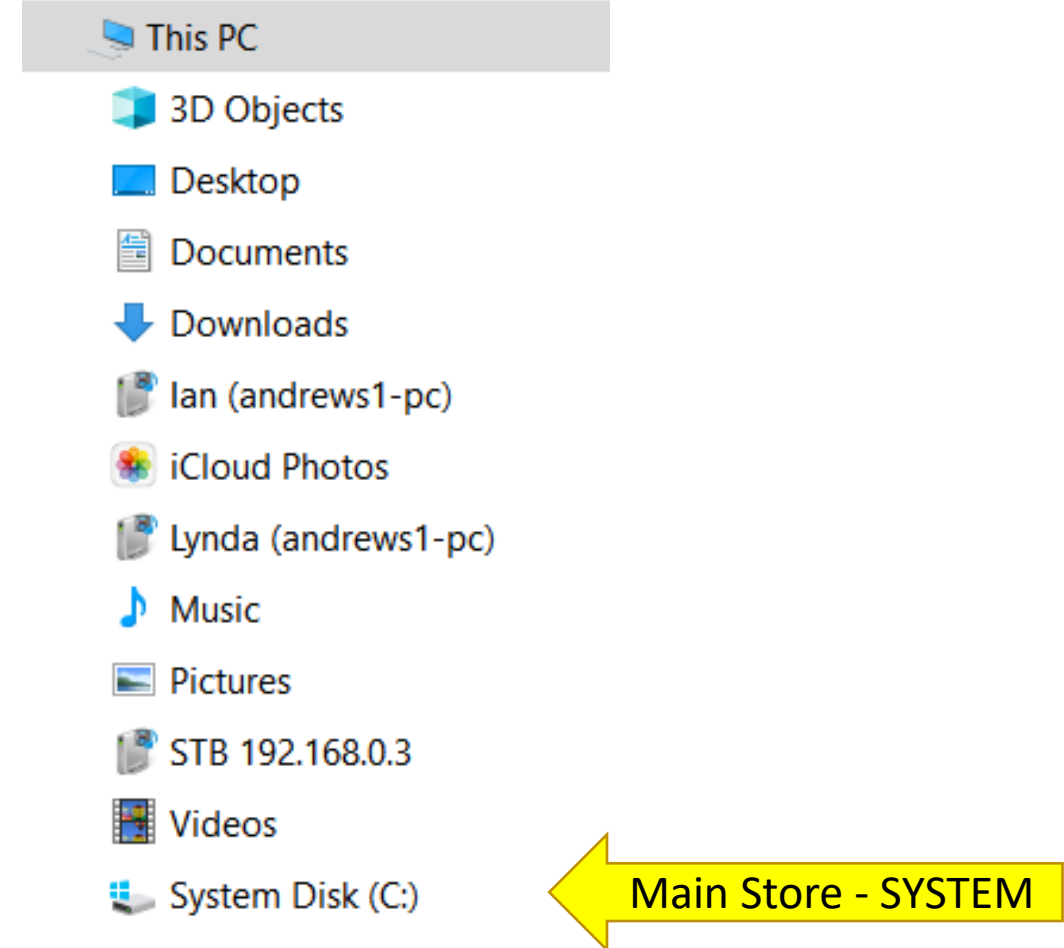 This PC
3D Objects
Desktop
Documents
Downloads
Ian (andrews1-pc)
iCloud Photos
Lynda (andrews1-pc)
Music
Pictures
STB 192.168.0.3
Videos
System Disk (C:)
Main Store - SYSTEM